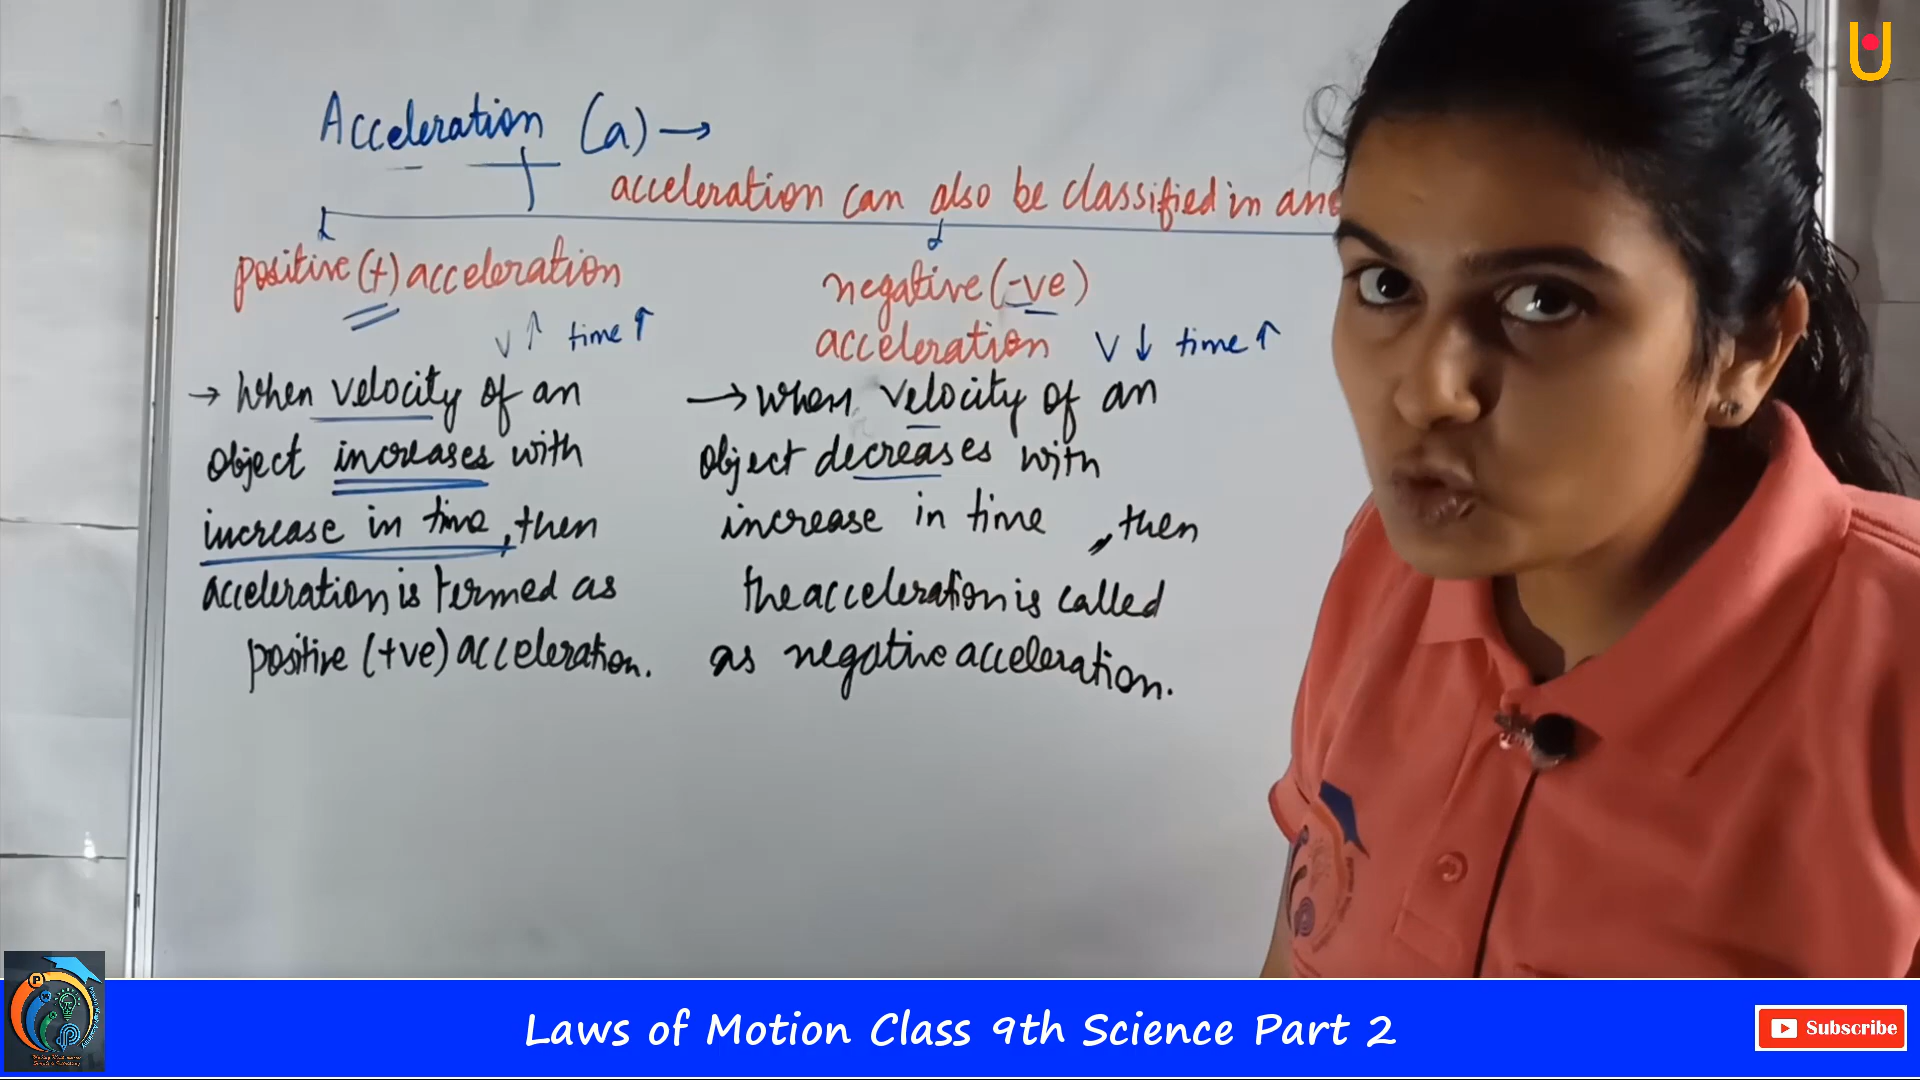 Acceleration (a) →
acceleration can also be classified in
positive (+) acceleration
v ↑ time ↑
→ When velocity of an
object increases with
increase in time, then
acceleration is termed as
positive (+ve) acceleration.
negative (-ve)
acceleration
V ↓ time ↑
→ When velocity of an
object decreases with
increase in time, then
the acceleration is called
as negative acceleration.
Laws of Motion Class 9th Science Part 2
Subscribe